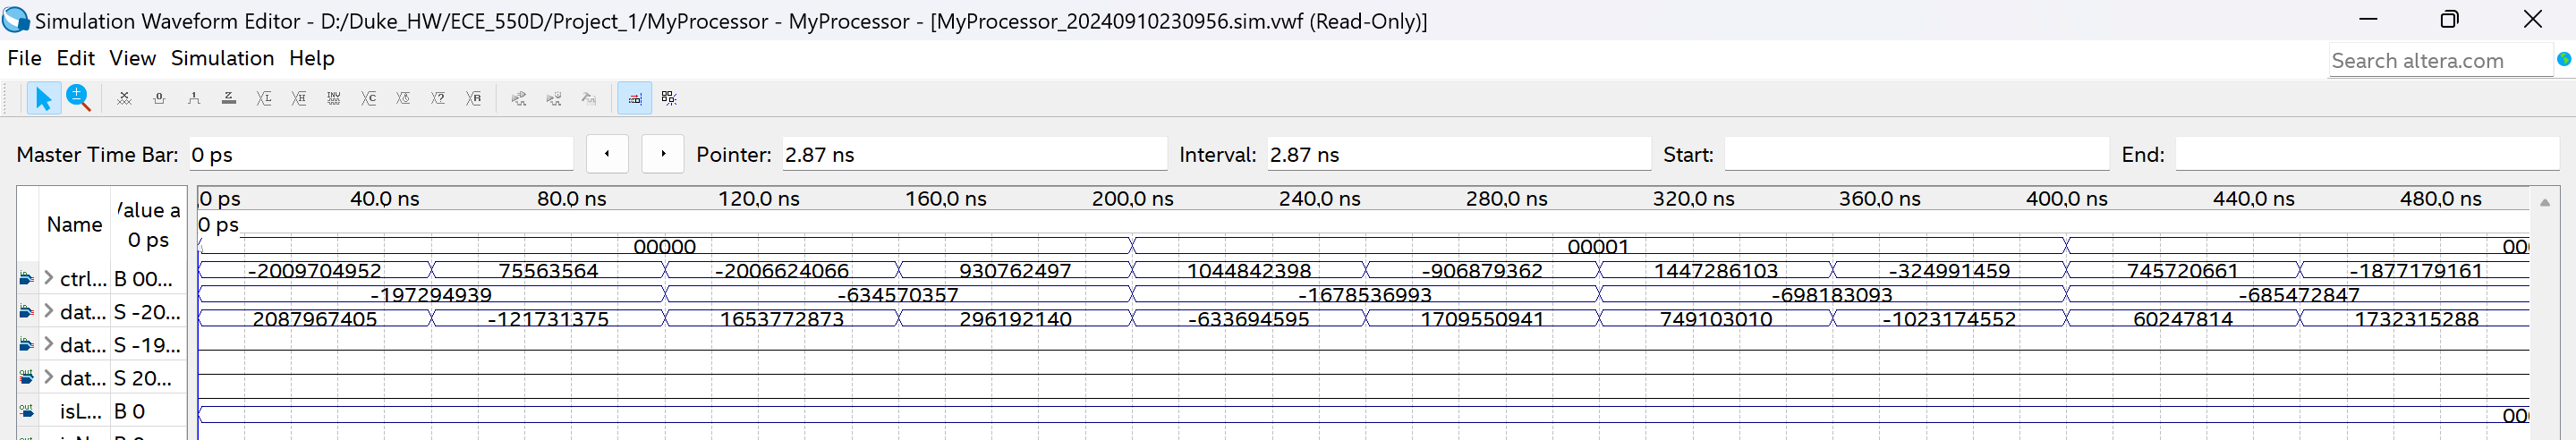 Simulation Waveform Editor - D:/Duke_HW/ECE_550D/Project_1/MyProcessor - MyProcessor - [MyProcessor_20240910230956.sim.vwf (Read-Only)]
File Edit View Simulation Help
Search altera.com
Master Time Bar: 0 ps Pointer: 2.87 ns Interval: 2.87 ns Start: End:
Name Value a 0 ps
0 ps 40.0 ns 80.0 ns 120.0 ns 160.0 ns 200.0 ns 240.0 ns 280.0 ns 320.0 ns 360.0 ns 400.0 ns 440.0 ns 480.0 ns
0 ps
00000 00001 00
ctrl... B 00... -2009704952 75563564 -2006624066 930762497 1044842398 -906879362 1447286103 -324991459 745720661 -1877179161
-197294939 -634570357 -1678536993 -698183093 -685472847
dat... S -20... 2087967405 -121731375 1653772873 296192140 -633694595 1709550941 749103010 -1023174552 60247814 1732315288
dat... S -19...
dat... S 20...
isL... B 0 00